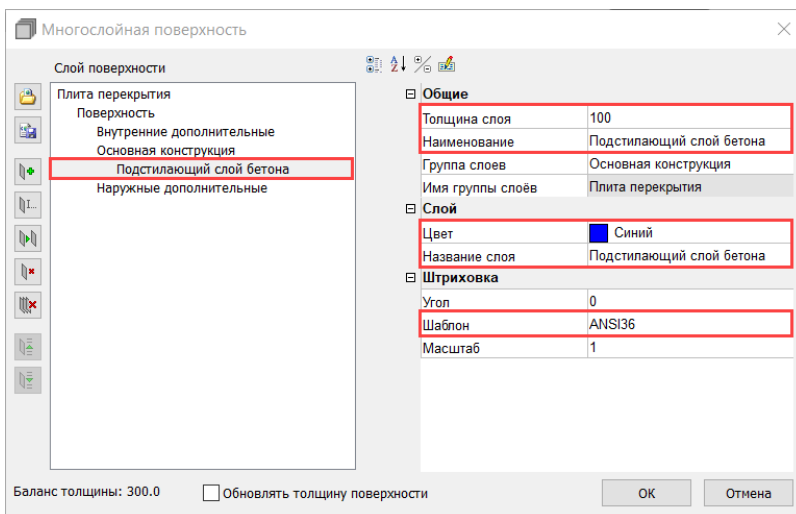 Многослойная поверхность
Слой поверхности
Плита перекрытия
Поверхность
Внутренние дополнительные
Основная конструкция
Подстилающий слой бетона
Наружные дополнительные
Общие
Толщина слоя 100
Наименование Подстилающий слой бетона
Группа слоев Основная конструкция
Имя группы слоёв Плита перекрытия
Слой
Цвет Синий
Название слоя Подстилающий слой бетона
Штриховка
Угол 0
Шаблон ANSI36
Масштаб 1
Баланс толщины: 300.0 Обновлять толщину поверхности ОК Отмена